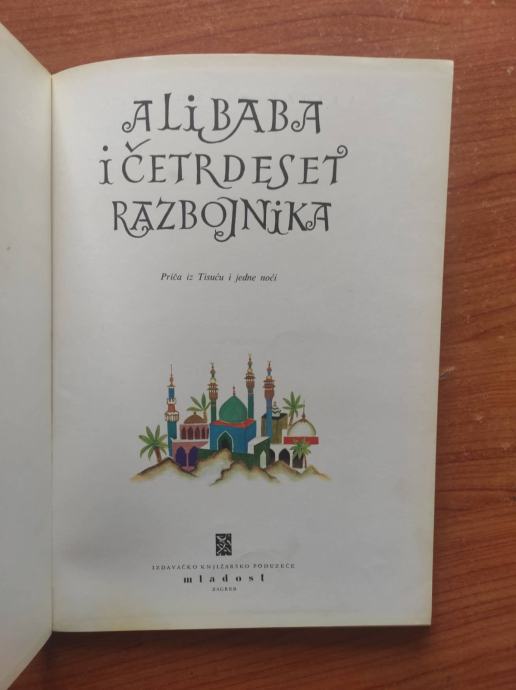 ALIBABA
i ČETRDESET
RAZBOJNiKA
Priča iz Tisuću i jedne noći
IZDAVAČKO KNJIŽARSKO PODUZEĆE
mladost
ZAGREB